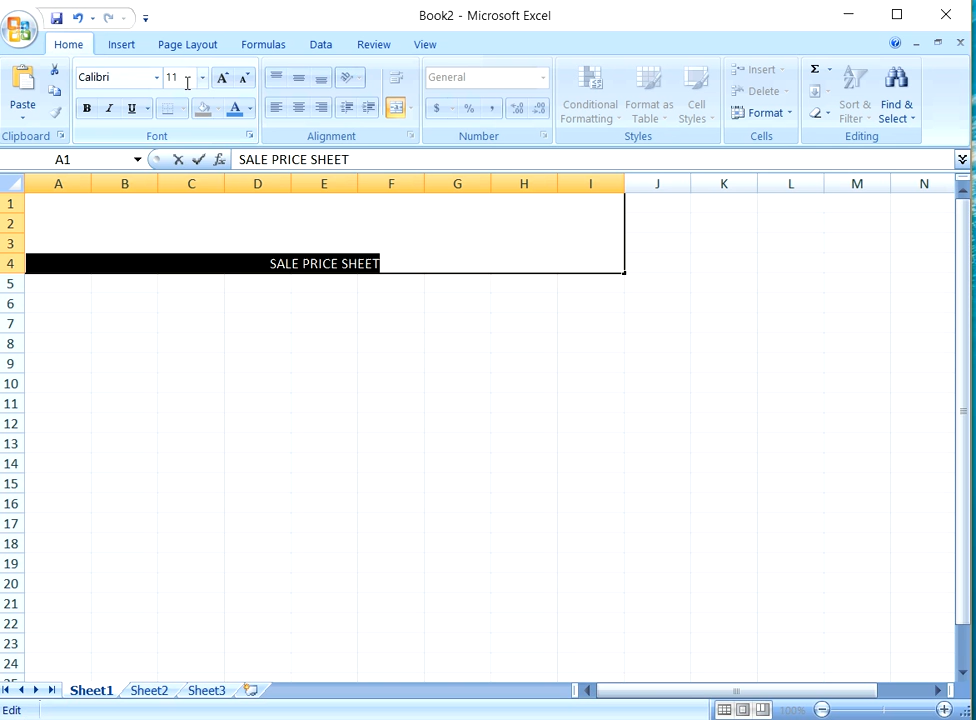 Book2 - Microsoft Excel
Home Insert Page Layout Formulas Data Review View
Calibri 11 General
Paste B I U A $ % , Conditional Formatting Format as Table Cell Styles Insert Delete Format Σ Sort & Filter Find & Select
Clipboard Font Alignment Number Styles Cells Editing
A1 fx SALE PRICE SHEET
A B C D E F G H I J K L M N
1
2
3
4 SALE PRICE SHEET
5
6
7
8
9
10
11
12
13
14
15
16
17
18
19
20
21
22
23
24
Sheet1 Sheet2 Sheet3
Edit 100%